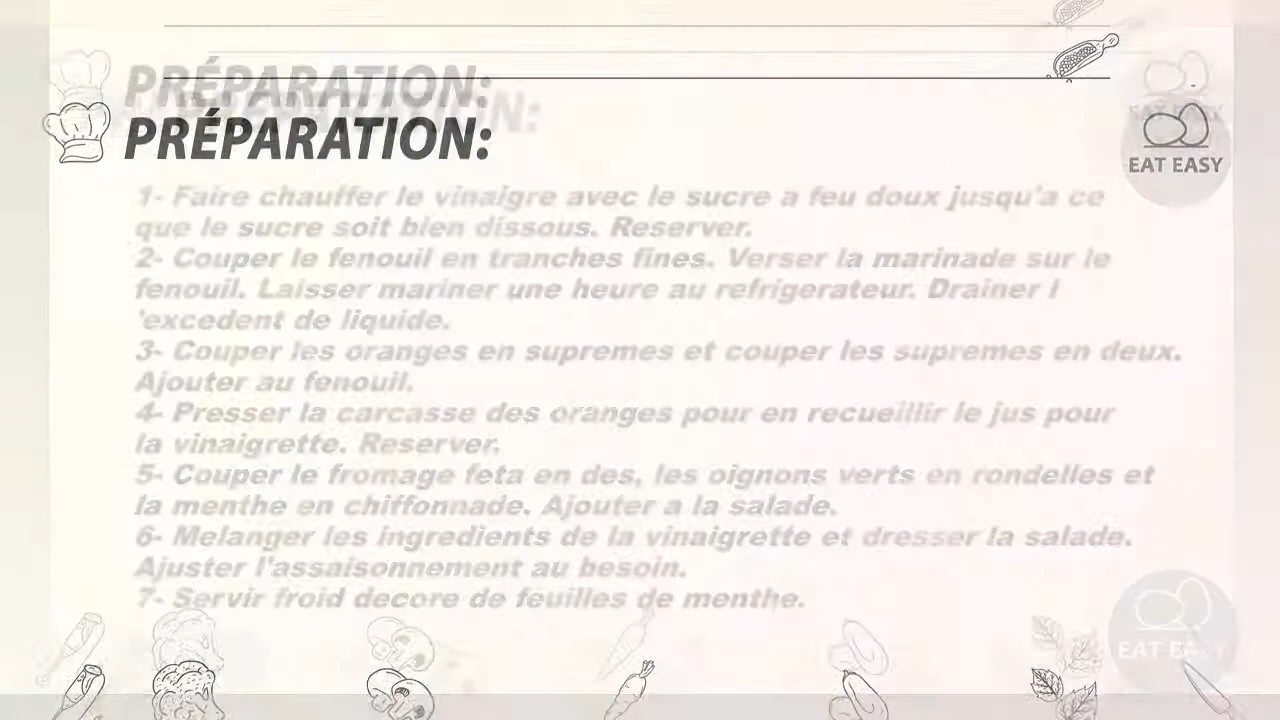 PRÉPARATION:
PRÉPARATION:
EAT EASY
EAT EASY
1- Faire chauffer le vinaigre avec le sucre a feu doux jusqu'a ce
que le sucre soit bien dissous. Reserver.
2- Couper le fenouil en tranches fines. Verser la marinade sur le
fenouil. Laisser mariner une heure au refrigerateur. Drainer l
'excedent de liquide.
3- Couper les oranges en supremes et couper les supremes en deux.
Ajouter au fenouil.
4- Presser la carcasse des oranges pour en recueillir le jus pour
la vinaigrette. Reserver.
5- Couper le fromage feta en des, les oignons verts en rondelles et
la menthe en chiffonnade. Ajouter a la salade.
6- Melanger les ingredients de la vinaigrette et dresser la salade.
Ajuster l'assaisonnement au besoin.
7- Servir froid decore de feuilles de menthe.
EAT EASY